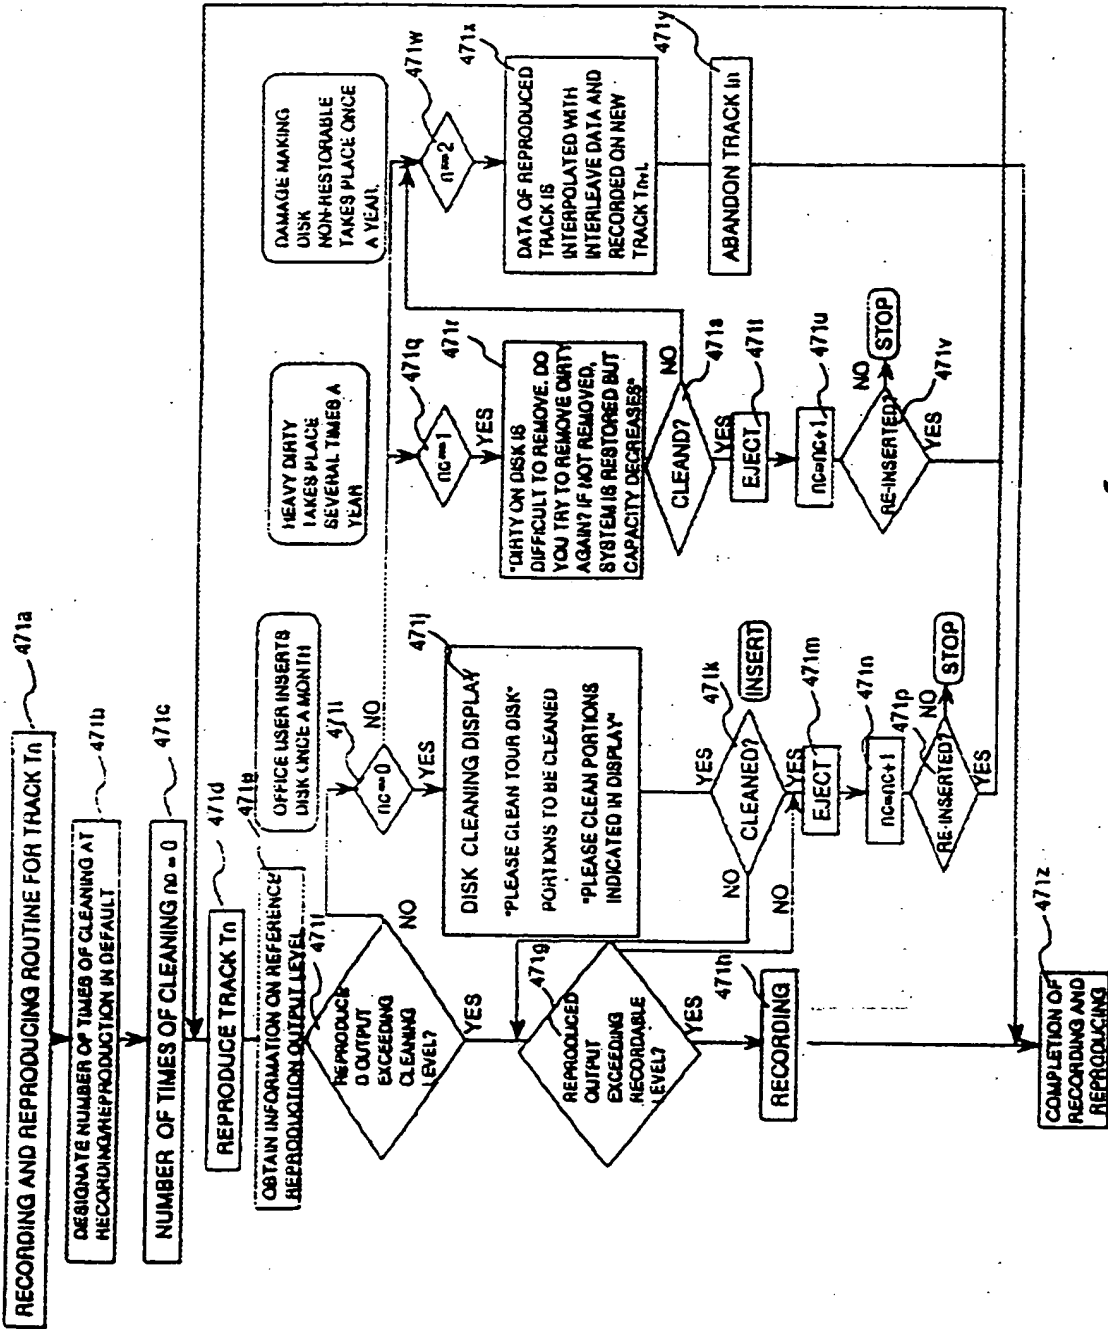 RECORDING AND REPRODUCING ROUTINE FOR TRACK Tn
471a
DESIGNATE NUMBER OF TIMES OF CLEANING AT
RECORDING/REPRODUCTION IN DEFAULT
471b
NUMBER OF TIMES OF CLEANING nc = 0
471c
REPRODUCE TRACK Tn
471d
OBTAIN INFORMATION ON REFERENCE
REPRODUCTION OUTPUT LEVEL
471e
REPRODUCE
D OUTPUT
EXCEEDING
CLEANING
LEVEL?
471f
NO
YES
REPRODUCED
OUTPUT
EXCEEDING
RECORDABLE
LEVEL?
471g
NO
YES
RECORDING
471h
OFFICE USER INSERTS
DISK ONCE A MONTH
nc=0
471i
NO
YES
DISK CLEANING DISPLAY
"PLEASE CLEAN TOUR DISK"
PORTIONS TO BE CLEANED
"PLEASE CLEAN PORTIONS
INDICATED IN DISPLAY"
471j
YES
CLEANED?
471k
INSERT
NO
YES
EJECT
471m
nc=nc+1
471n
RE-INSERTED?
471p
NO
STOP
YES
HEAVY DIRTY
TAKES PLACE
SEVERAL TIMES A
YEAR
nc=1
471q
YES
"DIRTY ON DISK IS
DIFFICULT TO REMOVE. DO
YOU TRY TO REMOVE DIRTY
AGAIN? IF NOT REMOVED,
SYSTEM IS RESTORED BUT
CAPACITY DECREASES"
471r
CLEAND?
471s
NO
YES
EJECT
471t
nc=nc+1
471u
RE-INSERTED?
471v
NO
STOP
YES
DAMAGE MAKING
DISK
NON-RESTORABLE
TAKES PLACE ONCE
A YEAR.
n=2
471w
DATA OF REPRODUCED
TRACK IS
INTERPOLATED WITH
INTERLEAVE DATA AND
RECORDED ON NEW
TRACK Tn+L
471x
ABANDON TRACK tn
471y
COMPLETION OF
RECORDING AND
REPRODUCING
471z